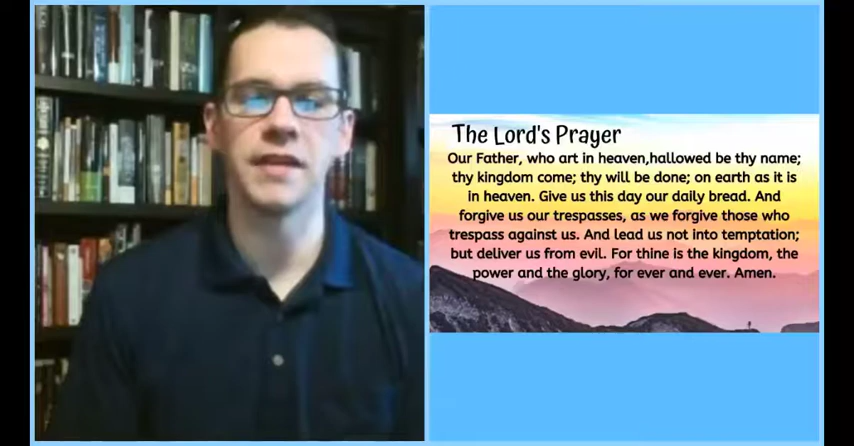 The Lord's Prayer
Our Father, who art in heaven,hallowed be thy name;
thy kingdom come; thy will be done; on earth as it is
in heaven. Give us this day our daily bread. And
forgive us our trespasses, as we forgive those who
trespass against us. And lead us not into temptation;
but deliver us from evil. For thine is the kingdom, the
power and the glory, for ever and ever. Amen.